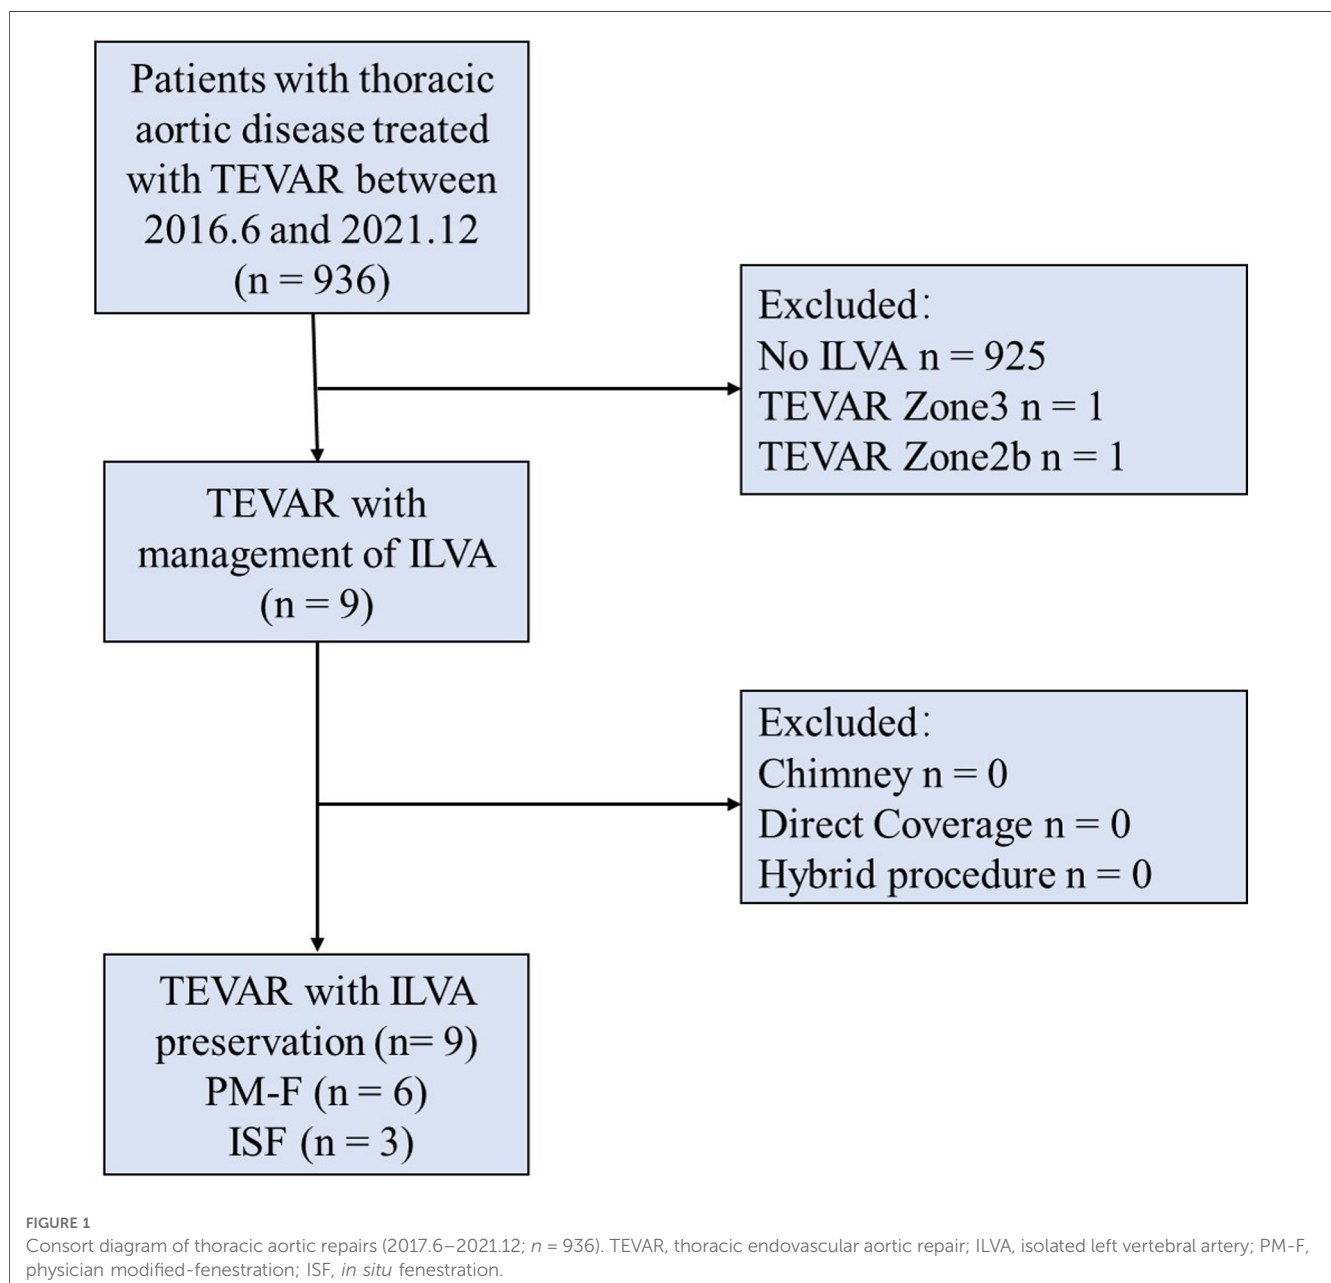 Patients with thoracic
aortic disease treated
with TEVAR between
2016.6 and 2021.12
(n = 936)
Excluded:
No ILVA n = 925
TEVAR Zone3 n = 1
TEVAR Zone2b n = 1
TEVAR with
management of ILVA
(n = 9)
Excluded:
Chimney n = 0
Direct Coverage n = 0
Hybrid procedure n = 0
TEVAR with ILVA
preservation (n= 9)
PM-F (n = 6)
ISF (n = 3)
FIGURE 1
Consort diagram of thoracic aortic repairs (2017.6–2021.12; n = 936). TEVAR, thoracic endovascular aortic repair; ILVA, isolated left vertebral artery; PM-F,
physician modified-fenestration; ISF, in situ fenestration.